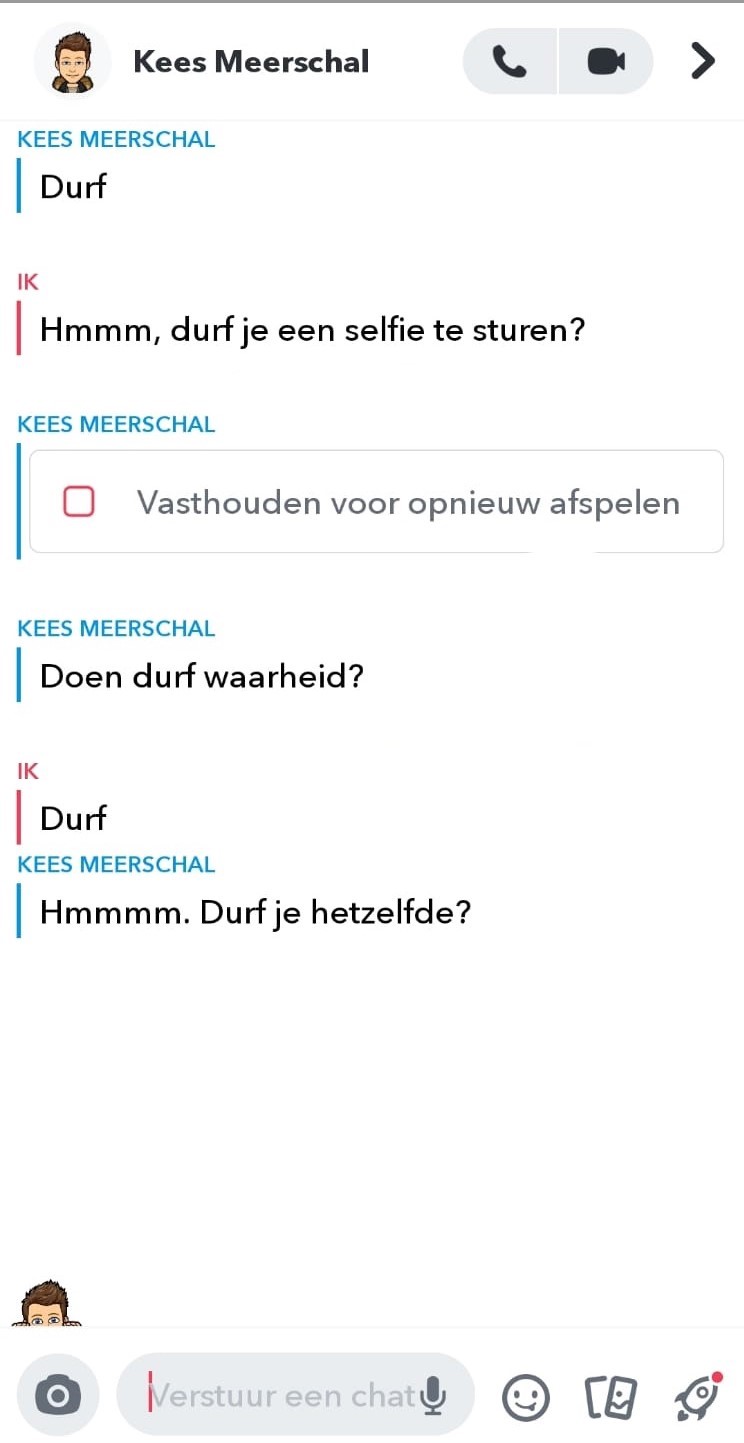 Kees Meerschal
KEES MEERSCHAL
Durf
IK
Hmmm, durf je een selfie te sturen?
KEES MEERSCHAL
Vasthouden voor opnieuw afspelen
KEES MEERSCHAL
Doen durf waarheid?
IK
Durf
KEES MEERSCHAL
Hmmmm. Durf je hetzelfde?
Verstuur een chat